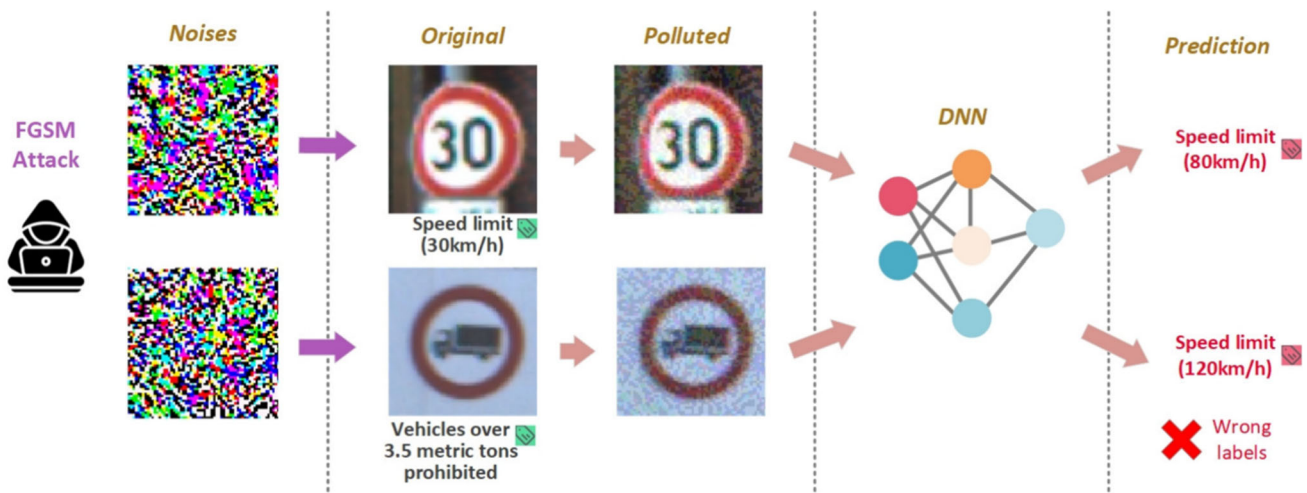 Noises
Original
Polluted
Prediction
FGSM
Attack
30
30
DNN
Speed limit
(30km/h)
Speed limit
(80km/h)
Vehicles over
3.5 metric tons
prohibited
Speed limit
(120km/h)
Wrong
labels